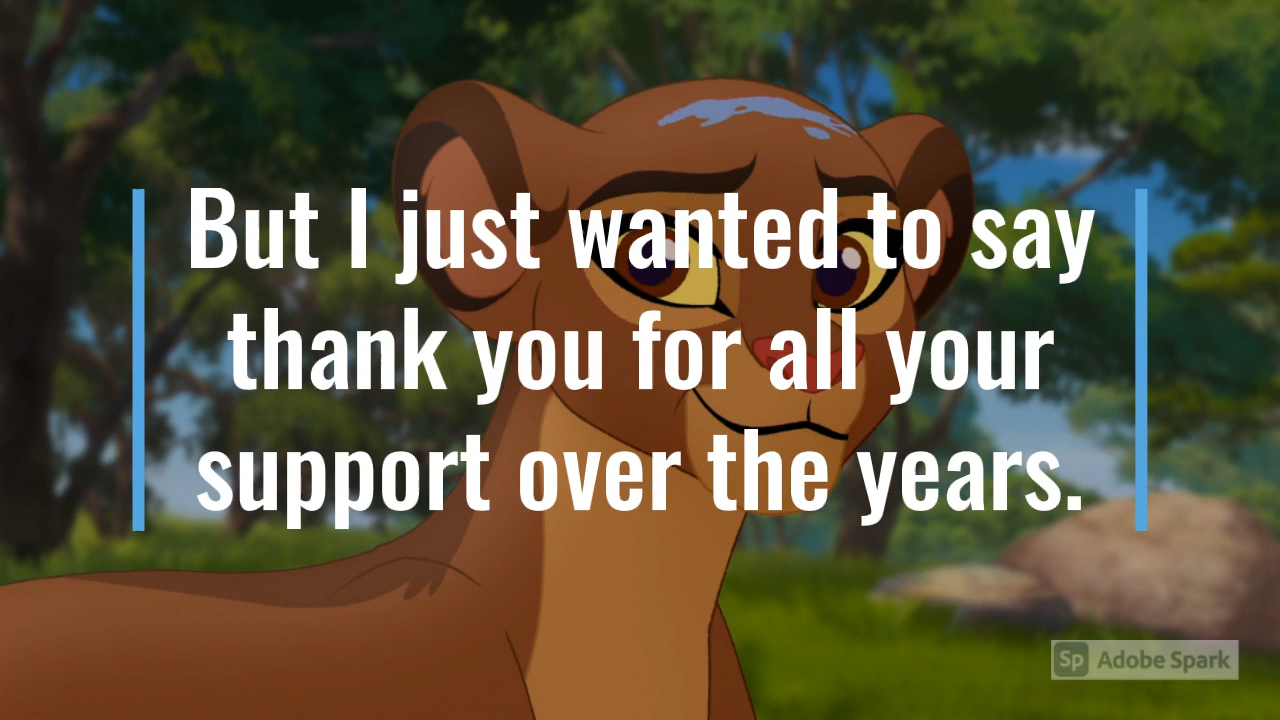 But I just wanted to say
thank you for all your
support over the years.
Sp Adobe Spark